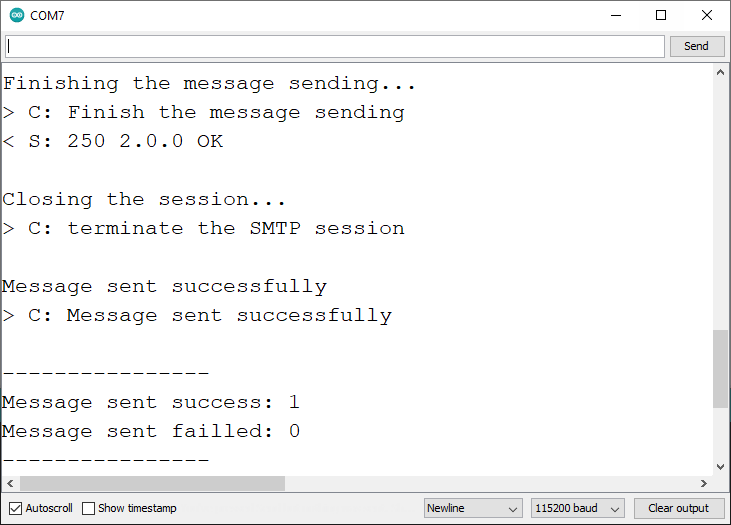 COM7
Send
Finishing the message sending...
> C: Finish the message sending
< S: 250 2.0.0 OK
Closing the session...
> C: terminate the SMTP session
Message sent successfully
> C: Message sent successfully
----------------
Message sent success: 1
Message sent failled: 0
----------------
Autoscroll Show timestamp Newline 115200 baud Clear output